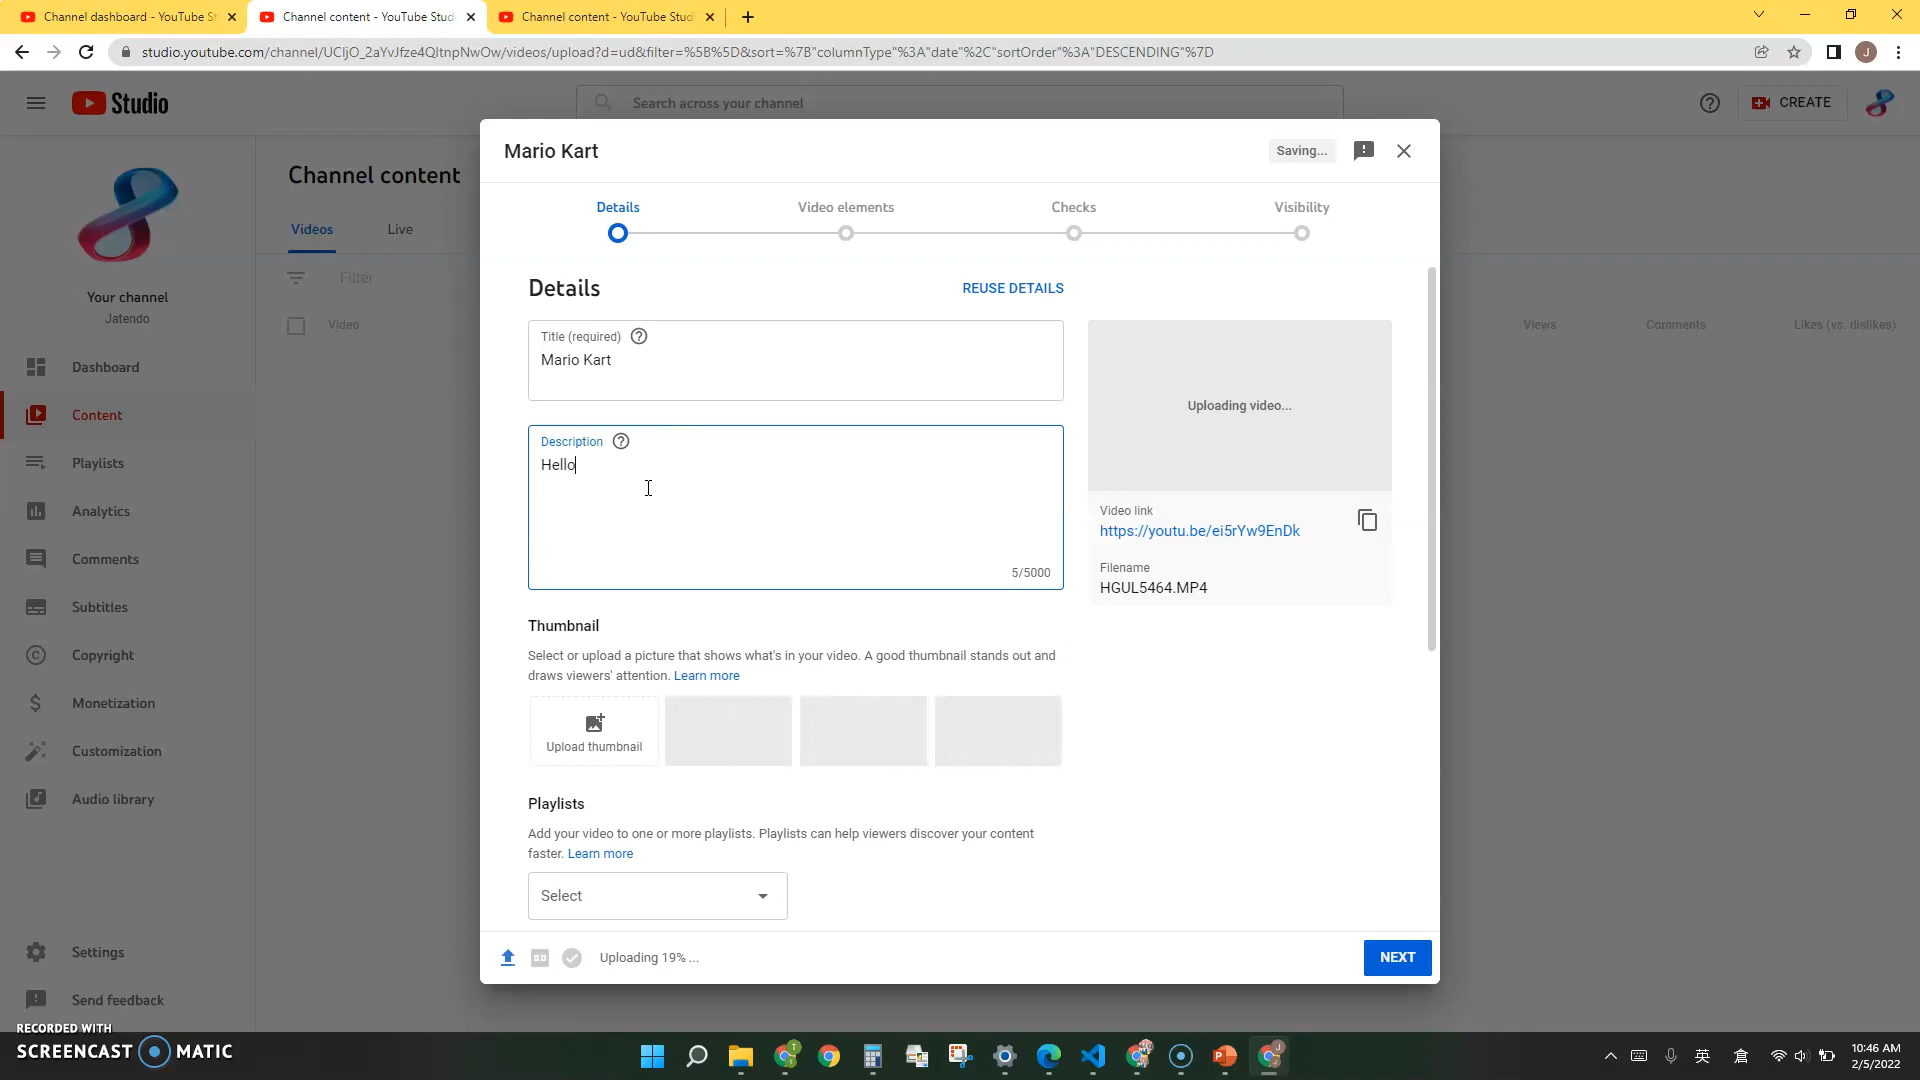 Channel dashboard - YouTube St
Channel content - YouTube Studi
Channel content - YouTube Stud
studio.youtube.com/channel/UCIjO_2aYvJfze4QltnpNwOw/videos/upload?d=ud&filter=%5B%5D&sort=%7B"columnType"%3A"date"%2C"sortOrder"%3A"DESCENDING"%7D
J
Studio
Search across your channel
CREATE
Your channel
Jatendo
Dashboard
Content
Playlists
Analytics
Comments
Subtitles
Copyright
Monetization
Customization
Audio library
Settings
Send feedback
Channel content
Videos
Live
Filter
Video
Views
Comments
Likes (vs. dislikes)
Mario Kart
Saving...
Details
Video elements
Checks
Visibility
Details
REUSE DETAILS
Title (required)
Mario Kart
Description
Hello
5/5000
Uploading video...
Video link
https://youtu.be/ei5rYw9EnDk
Filename
HGUL5464.MP4
Thumbnail
Select or upload a picture that shows what's in your video. A good thumbnail stands out and
draws viewers' attention. Learn more
Upload thumbnail
Playlists
Add your video to one or more playlists. Playlists can help viewers discover your content
faster. Learn more
Select
Uploading 19% ...
NEXT
RECORDED WITH
SCREENCAST MATIC
英
倉
10:46 AM
2/5/2022